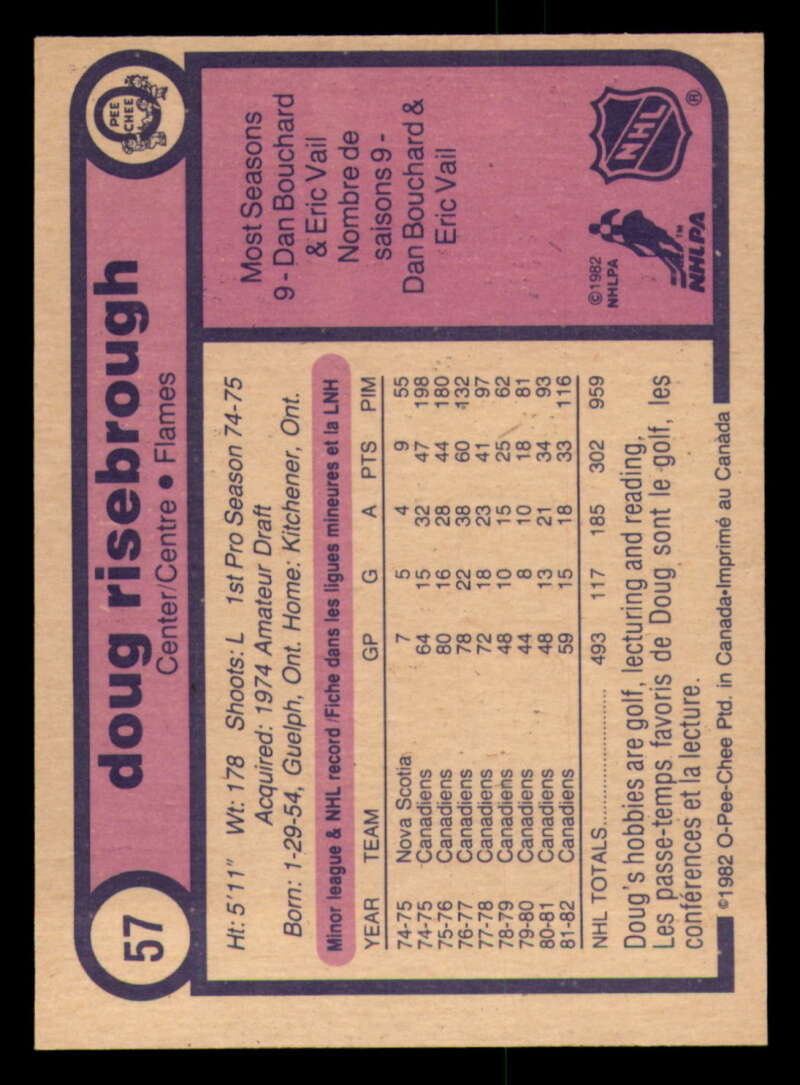 57
doug risebrough
Center/Centre • Flames
O PEE CHEE
Ht: 5'11" Wt: 178 Shoots: L 1st Pro Season 74-75
Acquired: 1974 Amateur Draft
Born: 1-29-54, Guelph, Ont. Home: Kitchener, Ont.
Minor league & NHL record/Fiche dans les ligues mineures et la LNH
YEAR TEAM GP G A PTS PIM
74-75 Nova Scotia 7 5 4 9 55
74-75 Canadiens 64 15 32 47 198
75-76 Canadiens 80 16 28 44 180
76-77 Canadiens 78 22 38 60 132
77-78 Canadiens 72 18 23 41 97
78-79 Canadiens 48 10 15 25 62
79-80 Canadiens 44 8 10 18 81
80-81 Canadiens 48 13 21 34 93
81-82 Canadiens 59 15 18 33 116
NHL TOTALS.................... 493 117 185 302 959
Doug's hobbies are golf, lecturing and reading,
Les passe-temps favoris de Doug sont le golf, les
conférences et la lecture.
©1982 O-Pee-Chee Ptd. in Canada•Imprimé au Canada
Most Seasons
9 - Dan Bouchard
& Eric Vail
Nombre de
saisons 9 -
Dan Bouchard &
Eric Vail
©1982
NHLPA
NHL ®
NHLPA ™